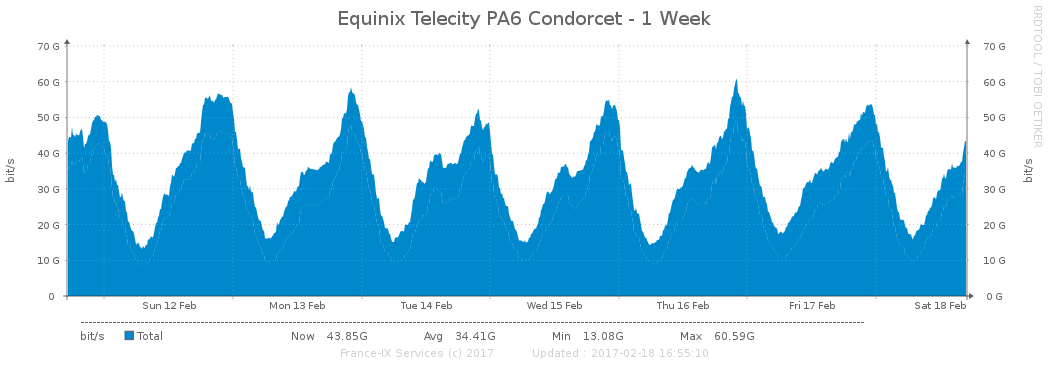 Equinix Telecity PA6 Condorcet - 1 Week
RRDTOOL / TOBI OETIKER
bit/s
70 G
60 G
50 G
40 G
30 G
20 G
10 G
0
70 G
60 G
50 G
40 G
30 G
20 G
10 G
0 G
bit/s
Sun 12 Feb Mon 13 Feb Tue 14 Feb Wed 15 Feb Thu 16 Feb Fri 17 Feb Sat 18 Feb
bit/s Total Now 43.85G Avg 34.41G Min 13.08G Max 60.59G
France-IX Services (c) 2017 Updated : 2017-02-18 16:55:10